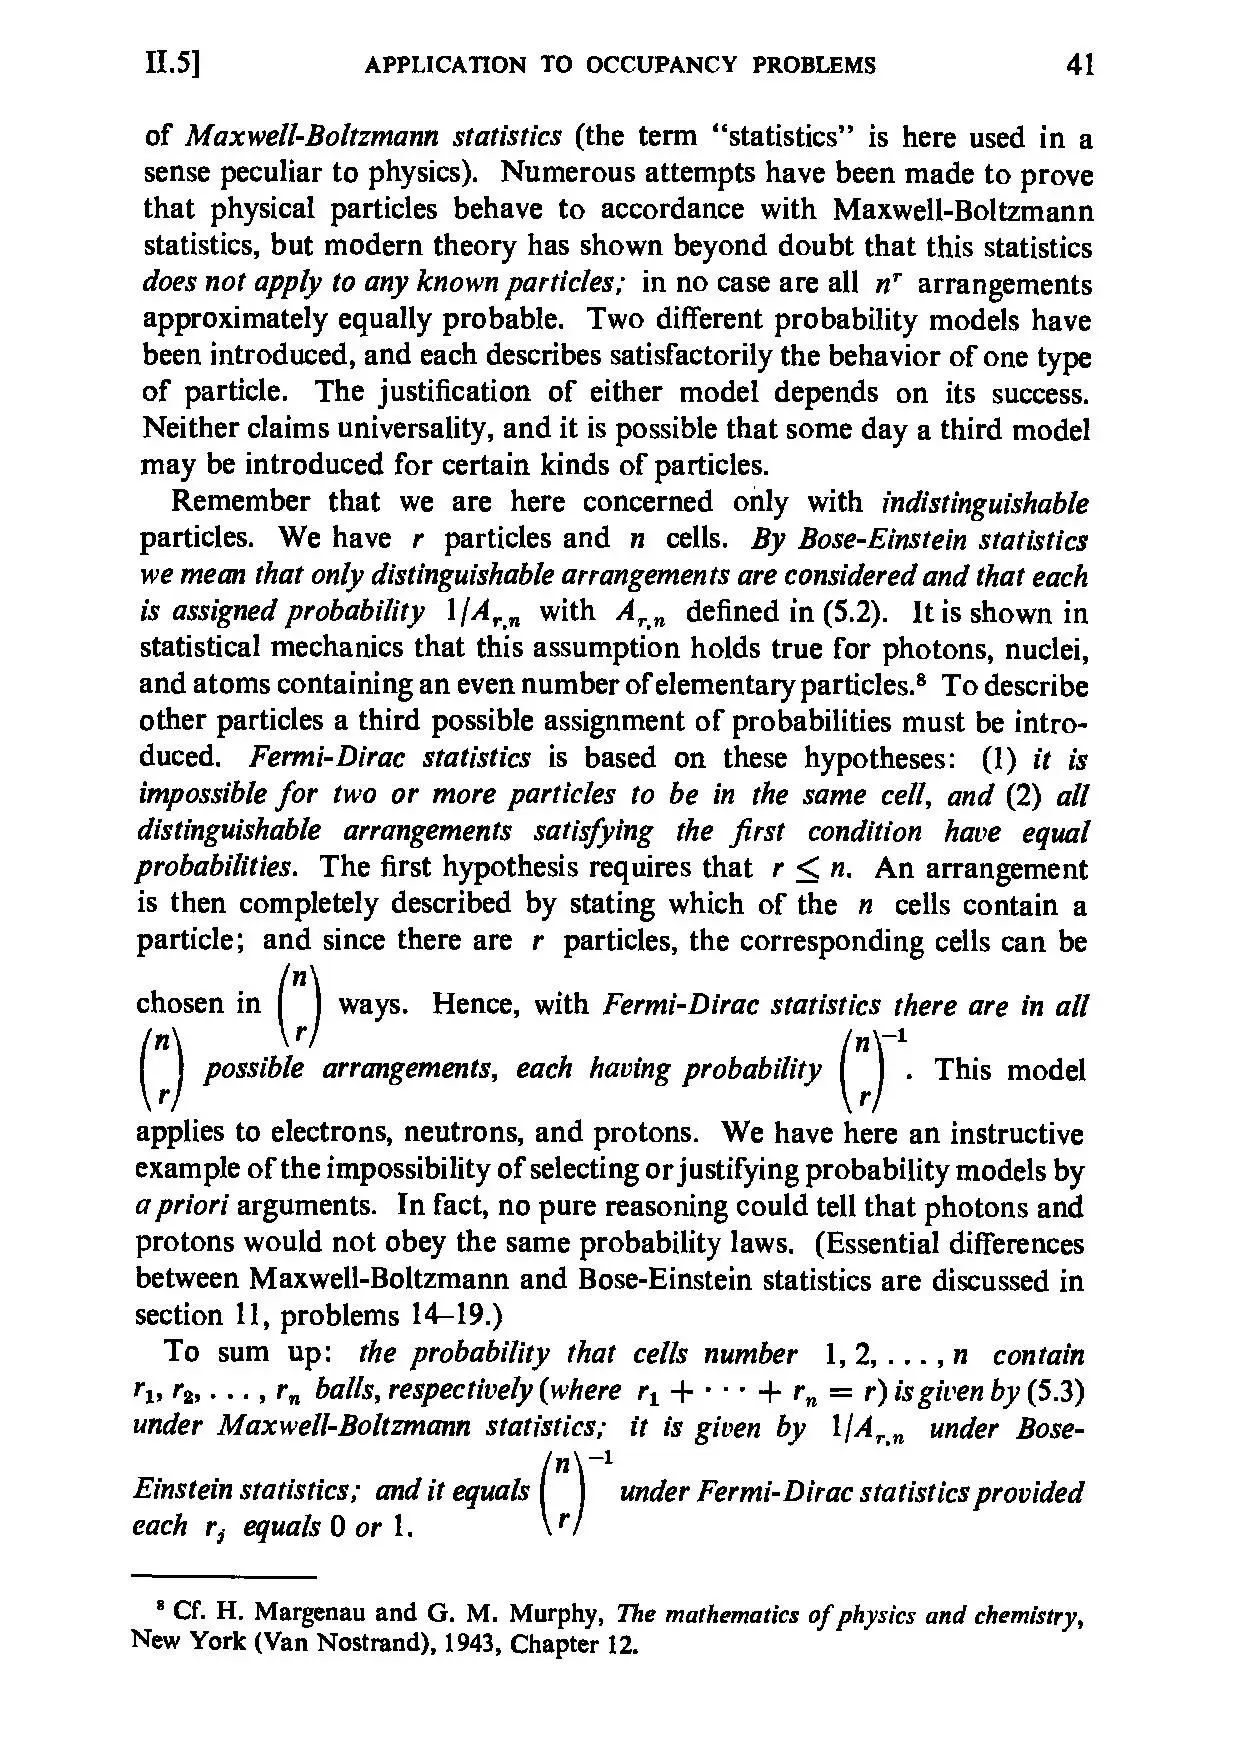 II.5] APPLICATION TO OCCUPANCY PROBLEMS 41
of Maxwell-Boltzmann statistics (the term “statistics” is here used in a
sense peculiar to physics). Numerous attempts have been made to prove
that physical particles behave to accordance with Maxwell-Boltzmann
statistics, but modern theory has shown beyond doubt that this statistics
does not apply to any known particles; in no case are all n^r arrangements
approximately equally probable. Two different probability models have
been introduced, and each describes satisfactorily the behavior of one type
of particle. The justification of either model depends on its success.
Neither claims universality, and it is possible that some day a third model
may be introduced for certain kinds of particles.
Remember that we are here concerned only with indistinguishable
particles. We have r particles and n cells. By Bose-Einstein statistics
we mean that only distinguishable arrangements are considered and that each
is assigned probability 1/A_{r,n} with A_{r,n} defined in (5.2). It is shown in
statistical mechanics that this assumption holds true for photons, nuclei,
and atoms containing an even number of elementary particles.⁸ To describe
other particles a third possible assignment of probabilities must be intro-
duced. Fermi-Dirac statistics is based on these hypotheses: (1) it is
impossible for two or more particles to be in the same cell, and (2) all
distinguishable arrangements satisfying the first condition have equal
probabilities. The first hypothesis requires that r ≤ n. An arrangement
is then completely described by stating which of the n cells contain a
particle; and since there are r particles, the corresponding cells can be
chosen in \binom{n}{r} ways. Hence, with Fermi-Dirac statistics there are in all
\binom{n}{r} possible arrangements, each having probability \binom{n}{r}^{-1}. This model
applies to electrons, neutrons, and protons. We have here an instructive
example of the impossibility of selecting or justifying probability models by
a priori arguments. In fact, no pure reasoning could tell that photons and
protons would not obey the same probability laws. (Essential differences
between Maxwell-Boltzmann and Bose-Einstein statistics are discussed in
section 11, problems 14–19.)
To sum up: the probability that cells number 1, 2, . . . , n contain
r₁, r₂, . . . , r_n balls, respectively (where r₁ + · · · + r_n = r) is given by (5.3)
under Maxwell-Boltzmann statistics; it is given by 1/A_{r,n} under Bose-
Einstein statistics; and it equals \binom{n}{r}^{-1} under Fermi-Dirac statistics provided
each r_j equals 0 or 1.
⁸ Cf. H. Margenau and G. M. Murphy, The mathematics of physics and chemistry,
New York (Van Nostrand), 1943, Chapter 12.